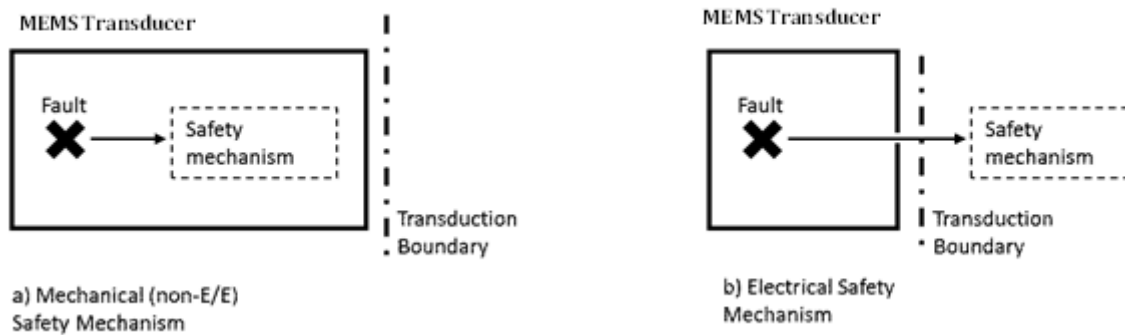 MEMS Transducer
Fault
Safety
mechanism
Transduction
Boundary
a) Mechanical (non-E/E)
Safety Mechanism
MEMS Transducer
Fault
Safety
mechanism
Transduction
Boundary
b) Electrical Safety
Mechanism